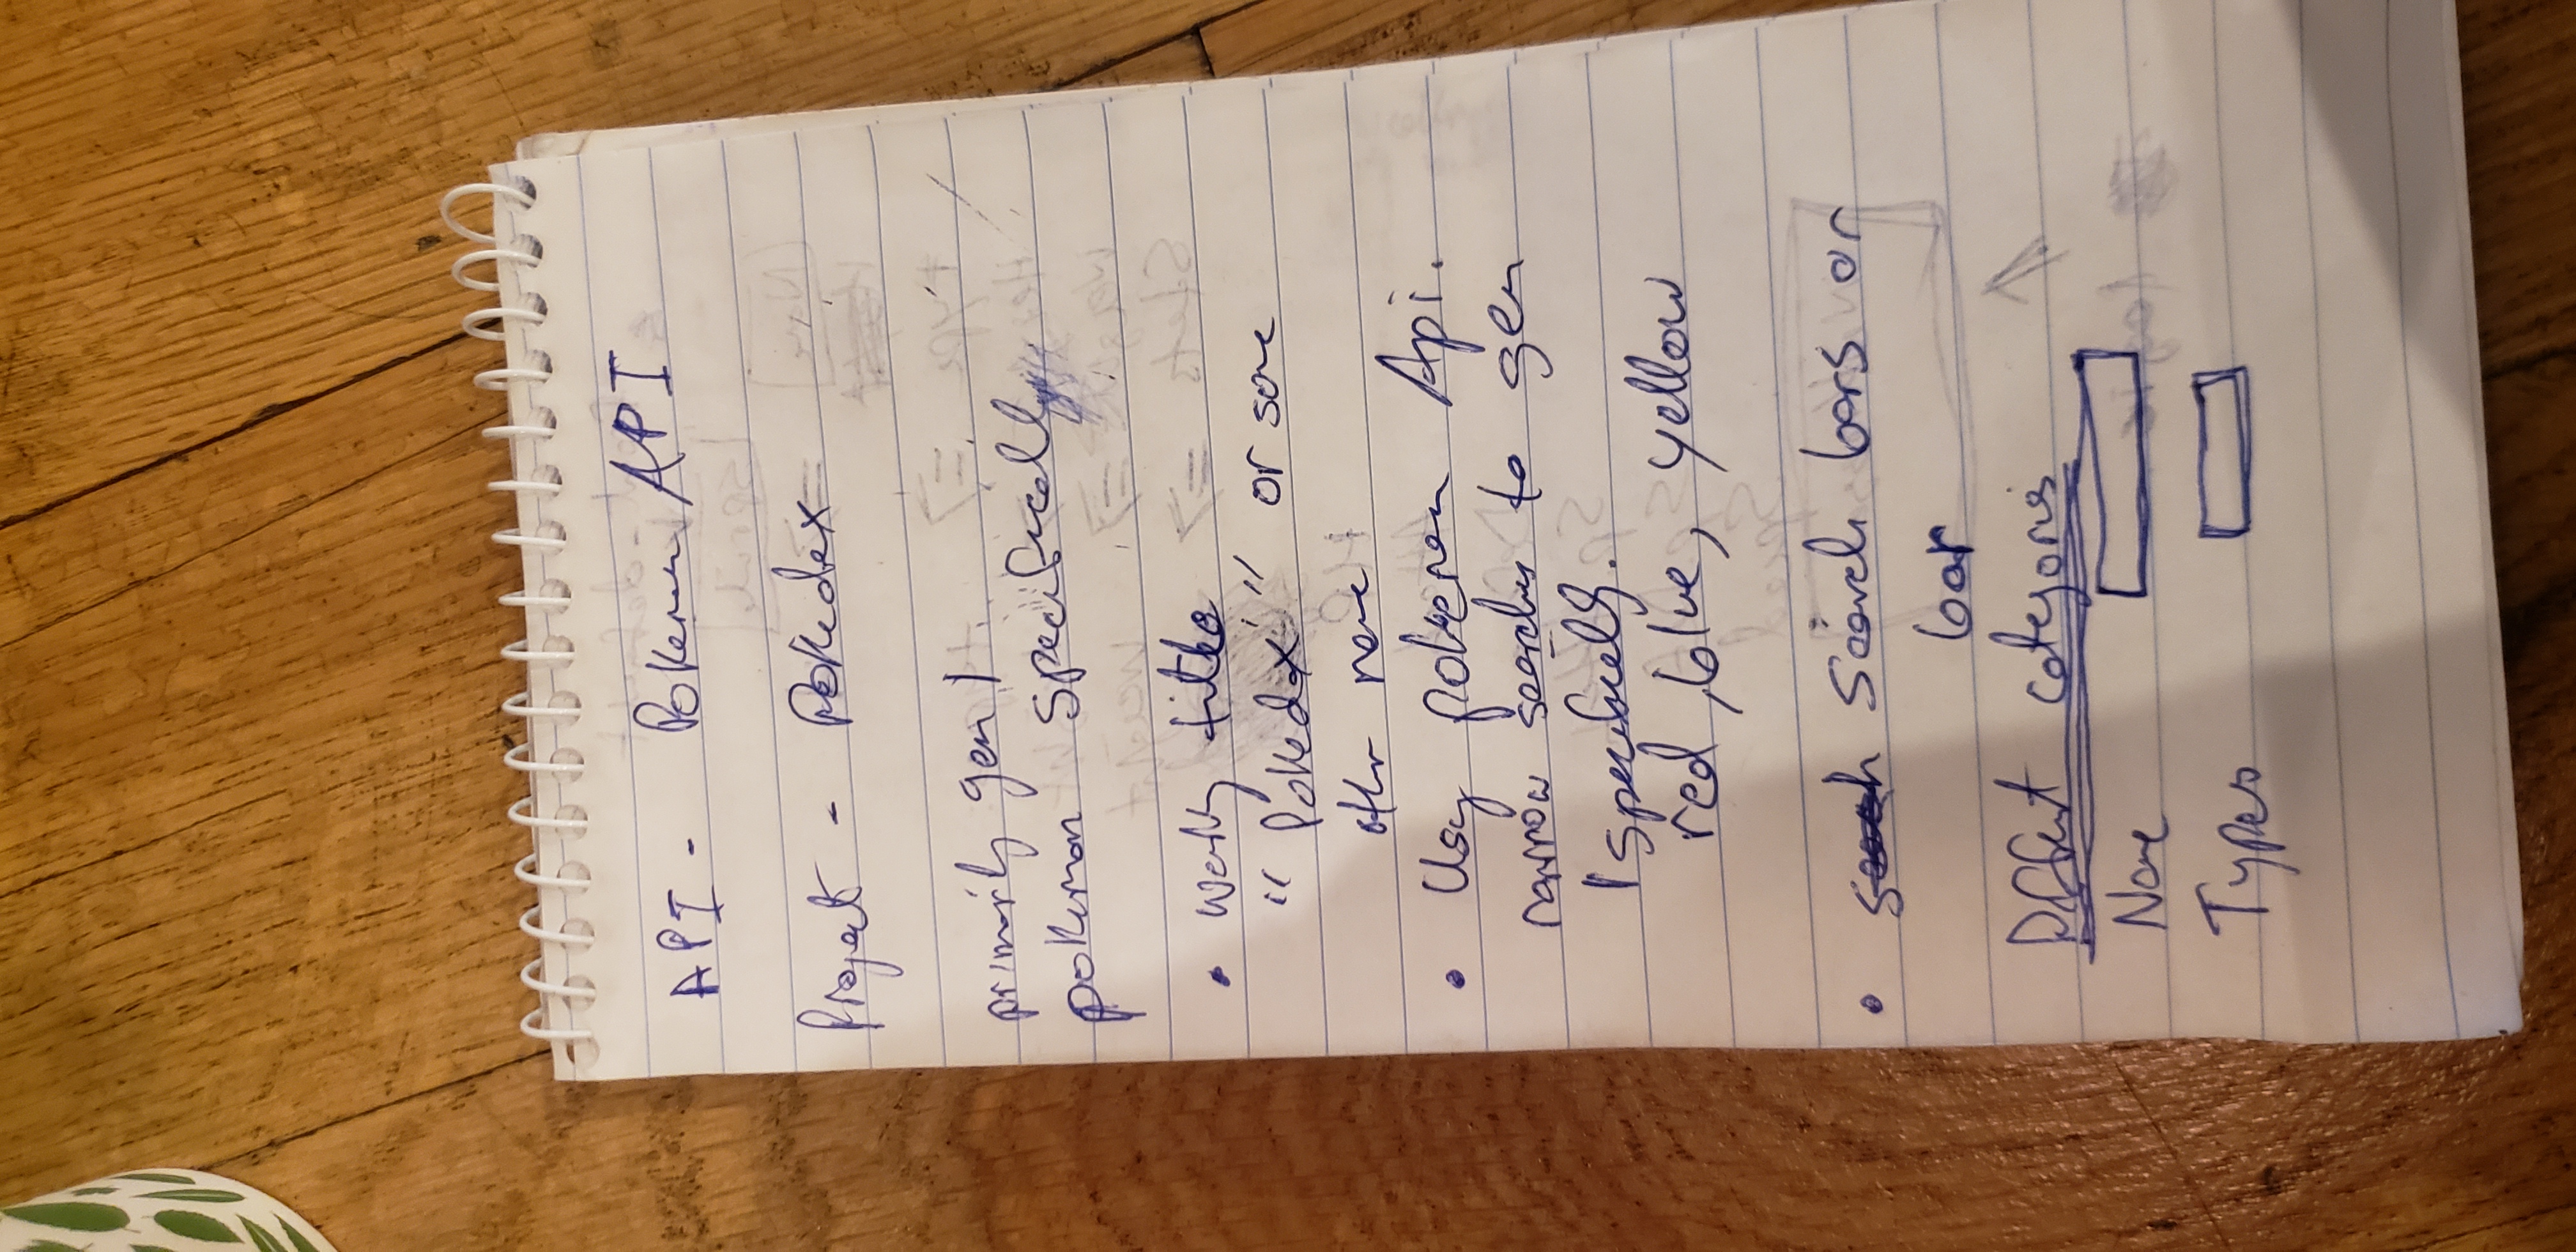 API - Pokemon API
Project - Pokedex
primarily gen 1
pokemon specifically
• Working title
" Pokedex " or some
other name
• Using pokemon Api.
narrow searches to gen
1 specifically.
red, blue, yellow
• Search bars or
bar
Different categories
Name
Types